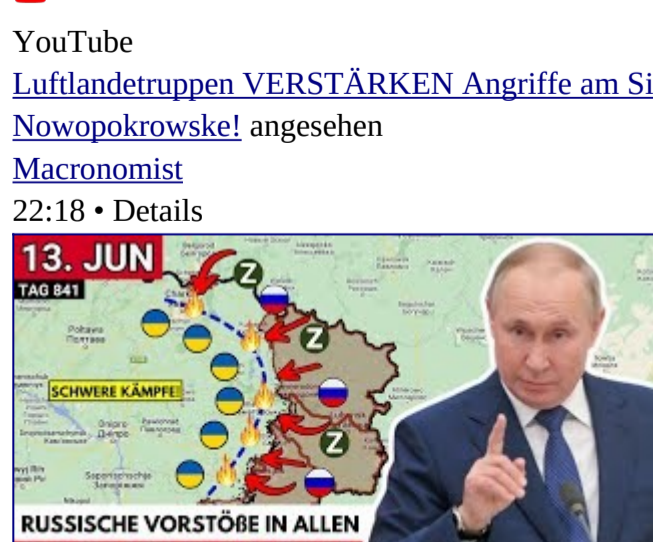 YouTube
Luftlandetruppen VERSTÄRKEN Angriffe am Si
Nowopokrowske! angesehen
Macronomist
22:18 • Details
13. JUN
TAG 841
Z
Z
SCHWERE KÄMPFE!
Z
RUSSISCHE VORSTÖßE IN ALLEN